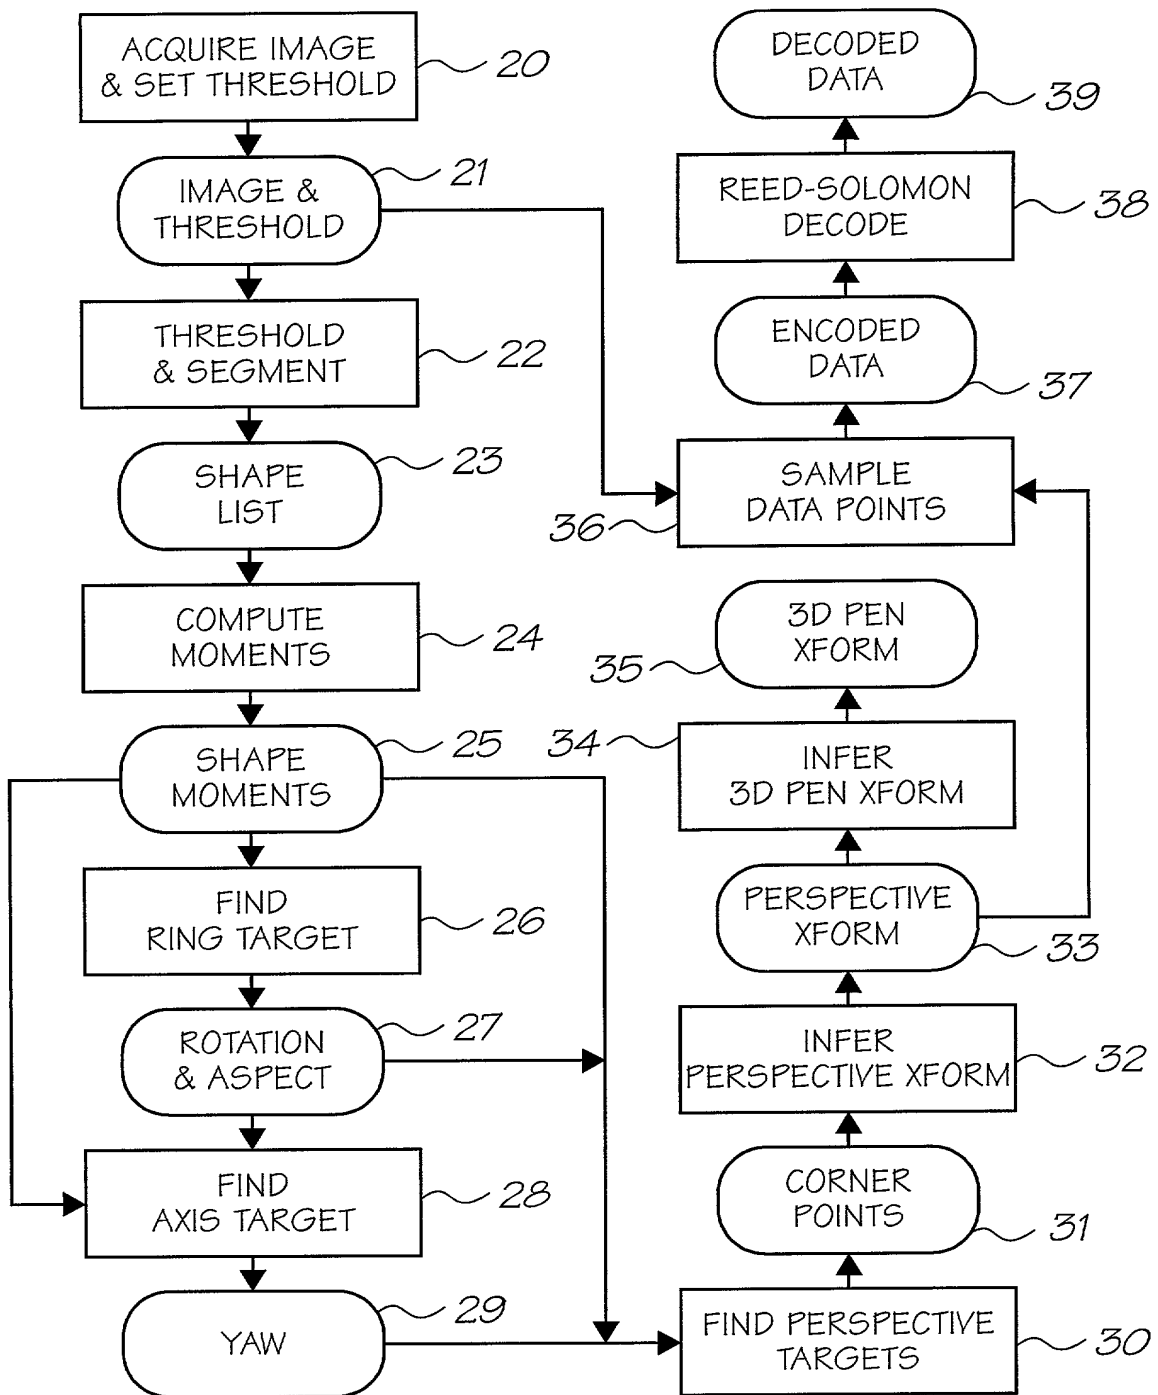 ACQUIRE IMAGE
& SET THRESHOLD
20
IMAGE &
THRESHOLD
21
THRESHOLD
& SEGMENT
22
SHAPE
LIST
23
COMPUTE
MOMENTS
24
SHAPE
MOMENTS
25
FIND
RING TARGET
26
ROTATION
& ASPECT
27
FIND
AXIS TARGET
28
YAW
29
DECODED
DATA
39
REED-SOLOMON
DECODE
38
ENCODED
DATA
37
SAMPLE
DATA POINTS
36
3D PEN
XFORM
35
34
INFER
3D PEN XFORM
PERSPECTIVE
XFORM
33
INFER
PERSPECTIVE XFORM
32
CORNER
POINTS
31
FIND PERSPECTIVE
TARGETS
30